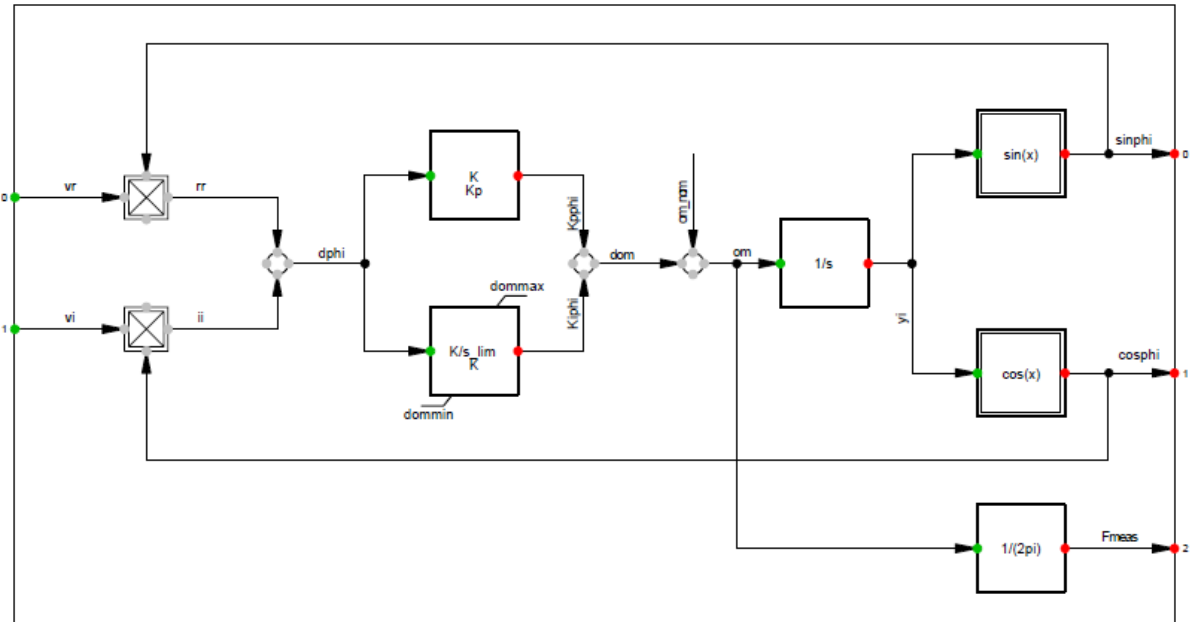 sin(x)
sinphi
0
0
vr
rr
K
Kp
Kpphi
om_nom
dphi
dom
om
1/s
dommax
1
vi
ii
K/s_lim
K
Kiphi
yi
cos(x)
cosphi
1
dommin
1/(2pi)
Fmeas
2